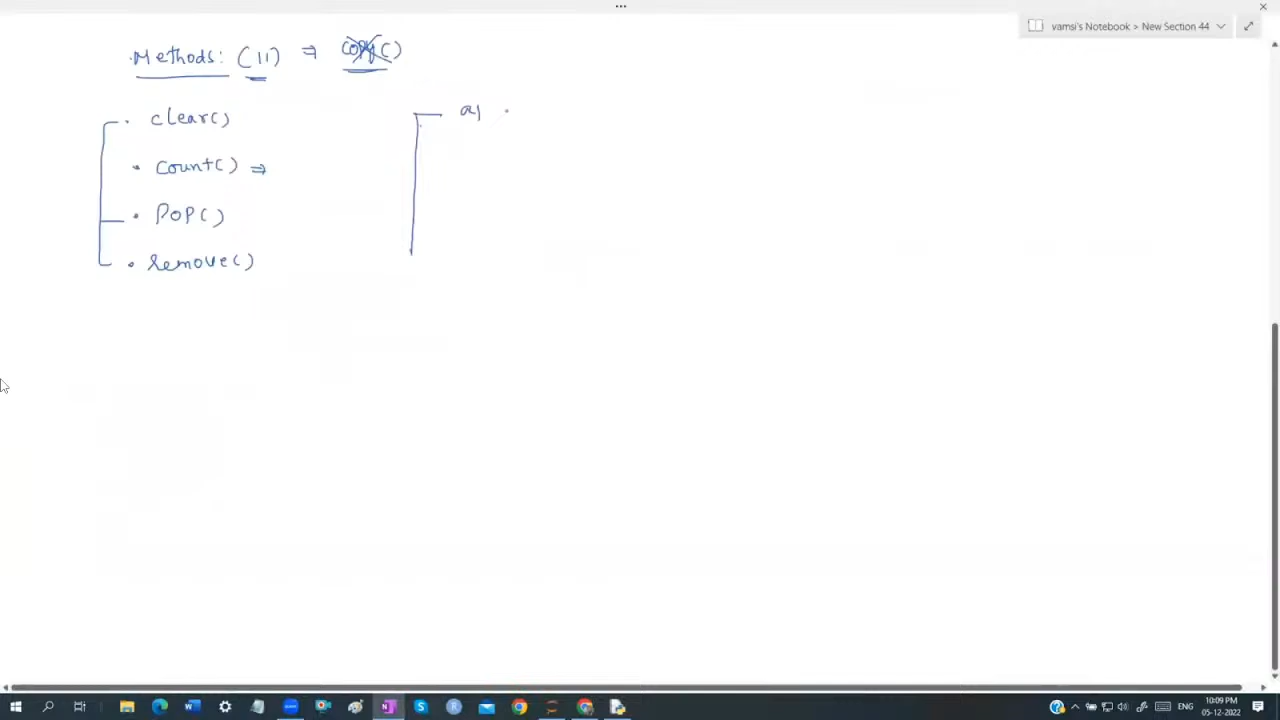 vamsi's Notebook > New Section 44
Methods: (11) ⇒ copy()
• clear()
• count() ⇒
• pop()
• remove()
ENG
10:09 PM
05-12-2022